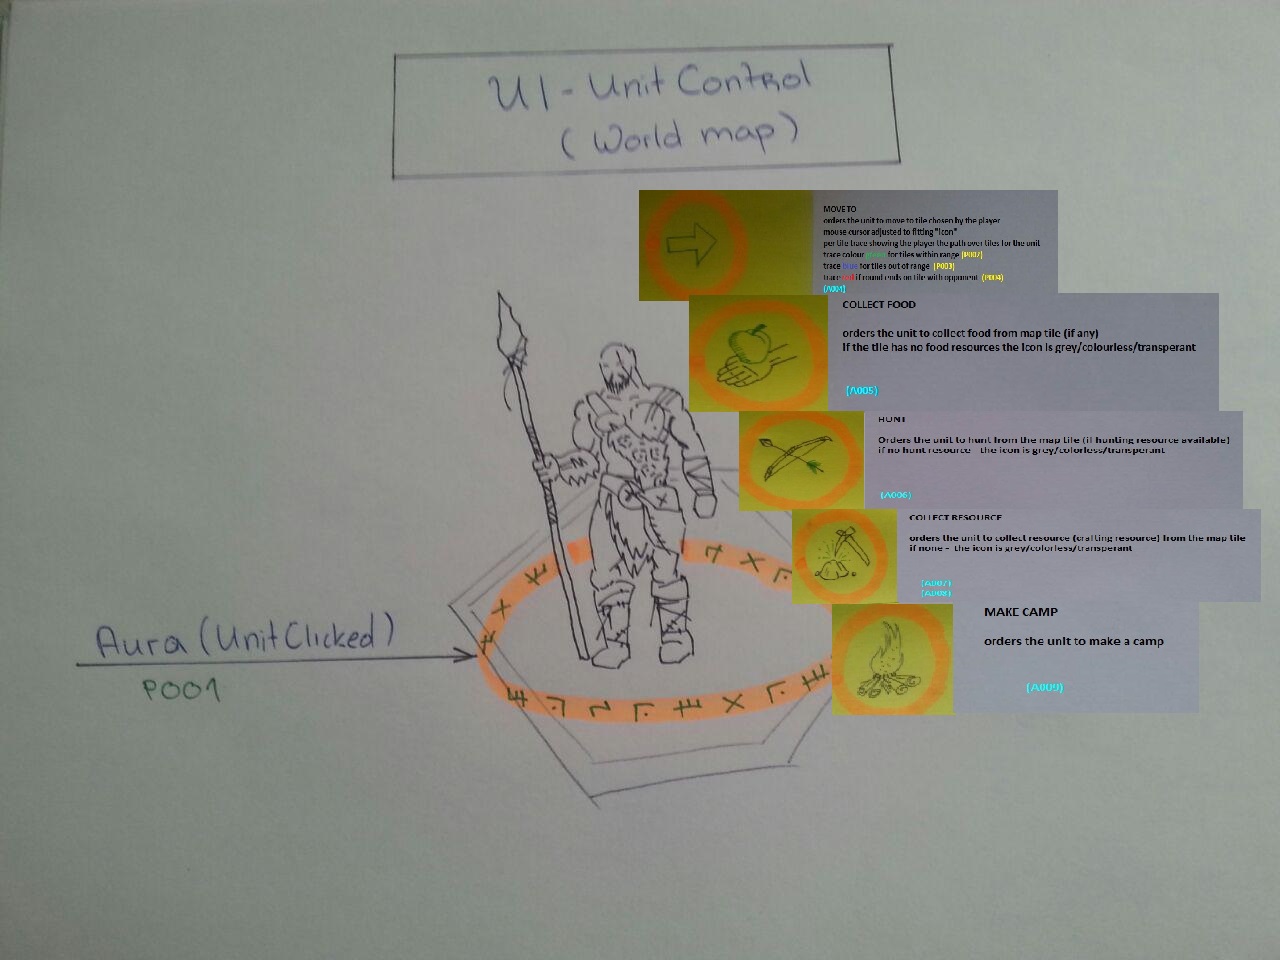 UI - Unit Control
(World map)
MOVE TO
orders the unit to move to tile chosen by the player
mouse cursor adjusted to fitting "icon"
per tile trace showing the player the path over tiles for the unit
trace colour green for tiles within range (P002)
trace blue for tiles out of range (P003)
trace red if round ends on tile with opponent (P004)
(A004)
COLLECT FOOD
orders the unit to collect food from map tile (if any)
if the tile has no food resources the icon is grey/colourless/transperant
(A005)
HUNT
Orders the unit to hunt from the map tile (if hunting resource available)
if no hunt resource - the icon is grey/colorless/transperant
(A006)
COLLECT RESOURCE
orders the unit to collect resource (crafting resource) from the map tile
if none - the icon is grey/colorless/transperant
(A007)
(A008)
MAKE CAMP
orders the unit to make a camp
(A009)
Aura (Unit Clicked)
P001